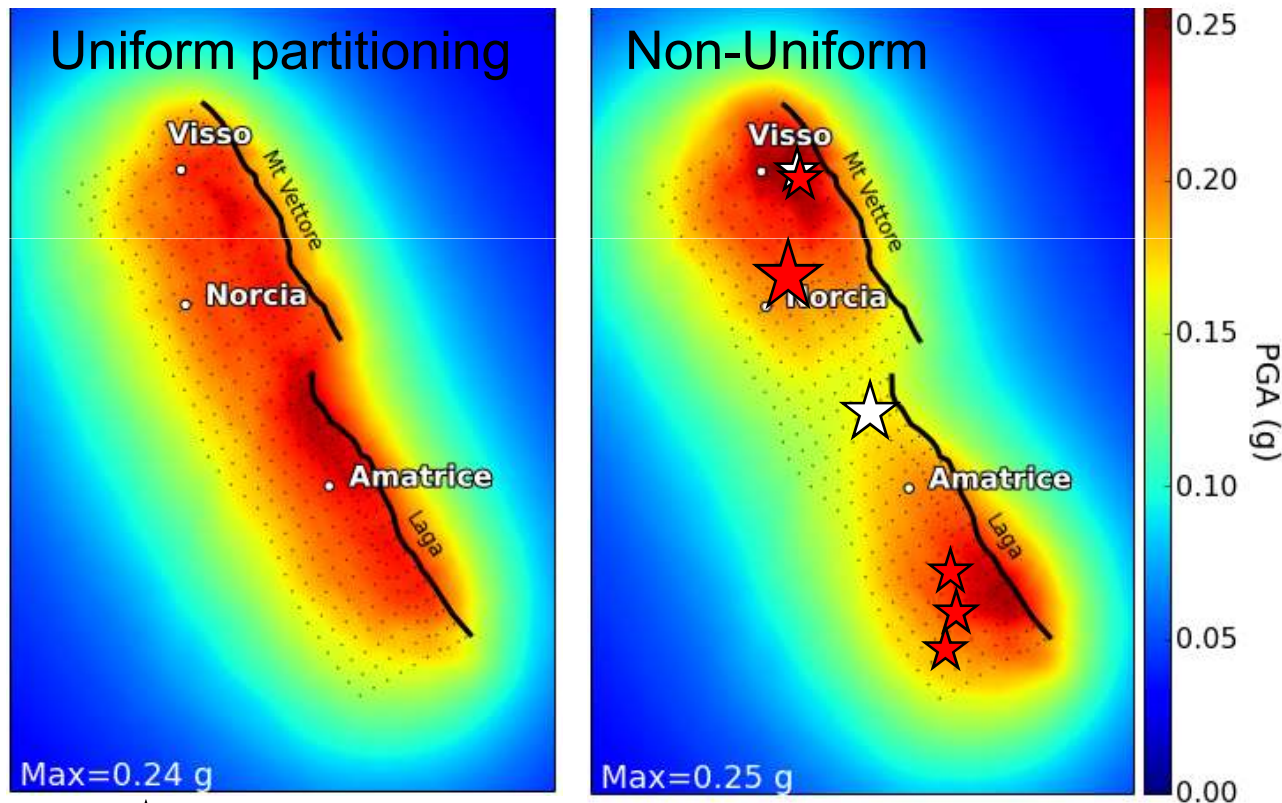 Uniform partitioning
Visso
Mt Vettore
Norcia
Amatrice
Laga
Max=0.24 g
Non-Uniform
Visso
Mt Vettore
Norcia
Amatrice
Laga
Max=0.25 g
0.25
0.20
0.15
0.10
0.05
0.00
PGA (g)